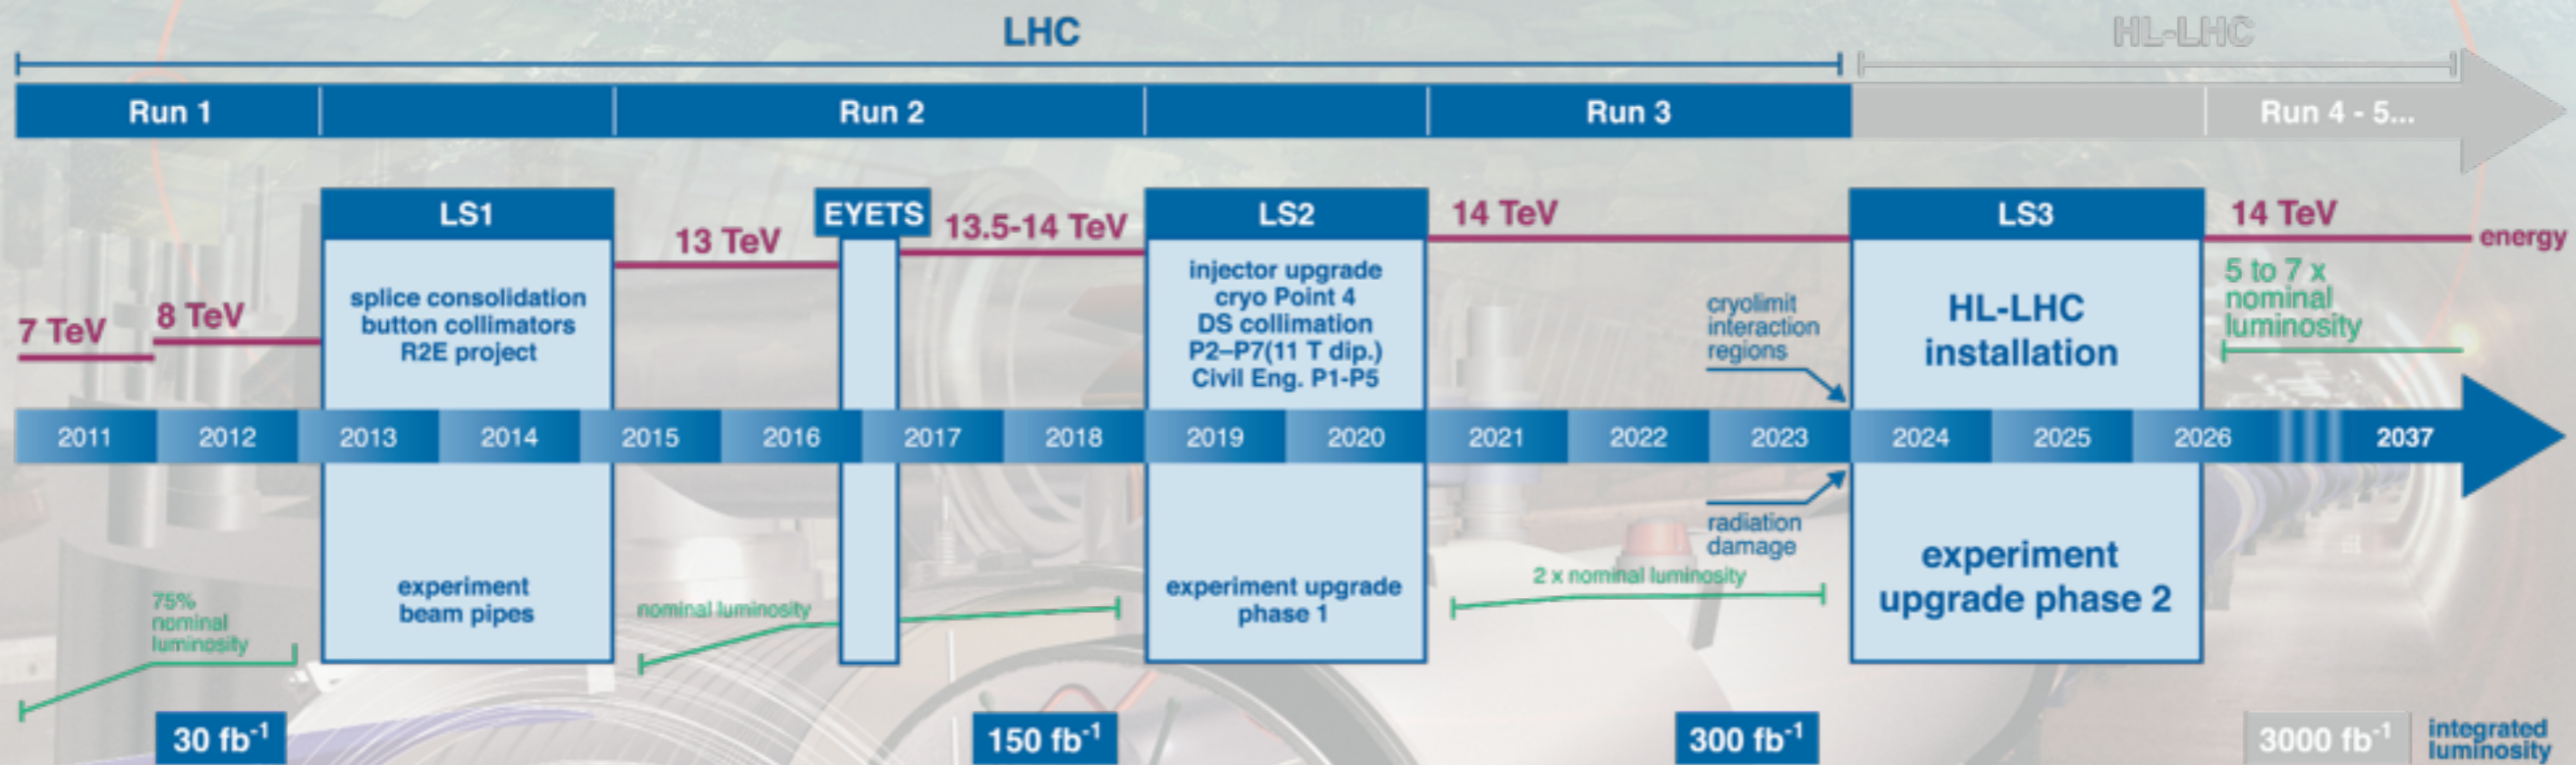 LHC
HL-LHC
Run 1
Run 2
Run 3
Run 4 - 5...
LS1
EYETS
LS2
LS3
7 TeV
8 TeV
13 TeV
13.5-14 TeV
14 TeV
14 TeV
energy
splice consolidation
button collimators
R2E project
injector upgrade
cryo Point 4
DS collimation
P2–P7(11 T dip.)
Civil Eng. P1-P5
cryolimit
interaction
regions
HL-LHC
installation
5 to 7 x
nominal
luminosity
2011
2012
2013
2014
2015
2016
2017
2018
2019
2020
2021
2022
2023
2024
2025
2026
2037
75%
nominal
luminosity
experiment
beam pipes
nominal luminosity
experiment upgrade
phase 1
radiation
damage
2 x nominal luminosity
experiment
upgrade phase 2
30 fb⁻¹
150 fb⁻¹
300 fb⁻¹
3000 fb⁻¹
integrated
luminosity